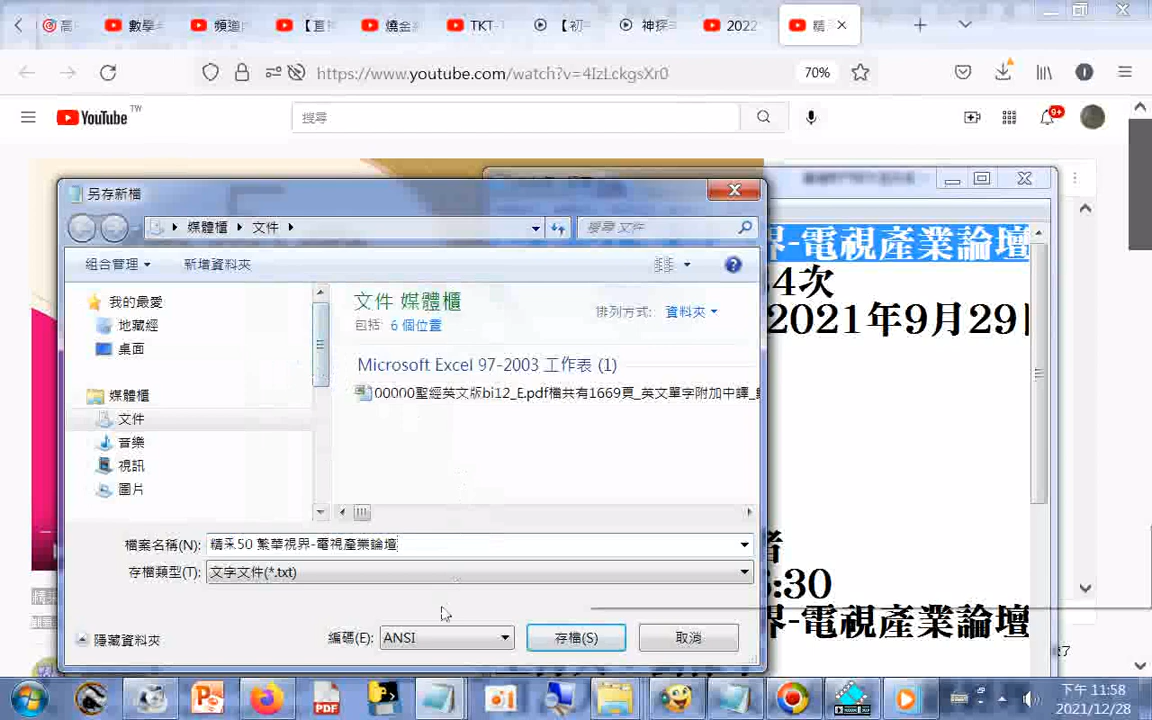 高
數學
頻道
【直
燒金
TKT-
【初
神探
2022
精
https://www.youtube.com/watch?v=4IzLckgsXr0
70%
YouTube TW
搜尋
9+
另存新檔
媒體櫃 文件
搜尋 文件
組合管理
新增資料夾
我的最愛
地藏經
桌面
媒體櫃
文件
音樂
視訊
圖片
文件 媒體櫃
包括: 6 個位置
排列方式: 資料夾
Microsoft Excel 97-2003 工作表 (1)
00000聖經英文版bi12_E.pdf檔共有1669頁_英文單字附加中譯_
檔案名稱(N): 精采50 繁華視界-電視產業論壇
存檔類型(T): 文字文件(*.txt)
隱藏資料夾
編碼(E): ANSI
存檔(S)
取消
界-電視產業論壇
4次
2021年9月29
者
:30
界-電視產業論壇
了
PDF
下午 11:58
2021/12/28